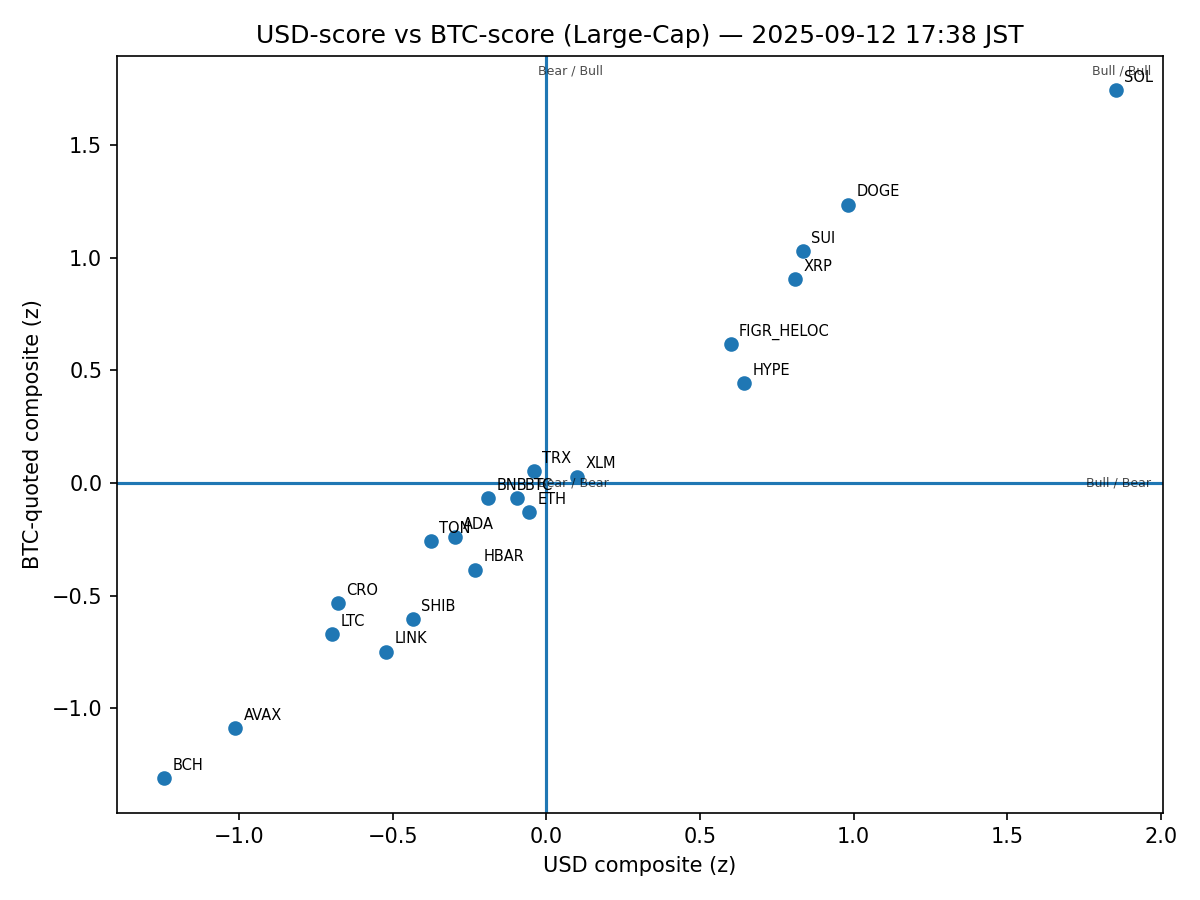 USD-score vs BTC-score (Large-Cap) — 2025-09-12 17:38 JST
Bear / Bull
Bull / Bull
SOL
1.5
DOGE
SUI
1.0
XRP
FIGR_HELOC
0.5
HYPE
TRX
XLM
0.0
BNB
BTC
Bear / Bear
Bull / Bear
ETH
TON
ADA
HBAR
−0.5
CRO
SHIB
LTC
LINK
−1.0
AVAX
BCH
−1.0
−0.5
0.0
0.5
1.0
1.5
2.0
USD composite (z)
BTC-quoted composite (z)